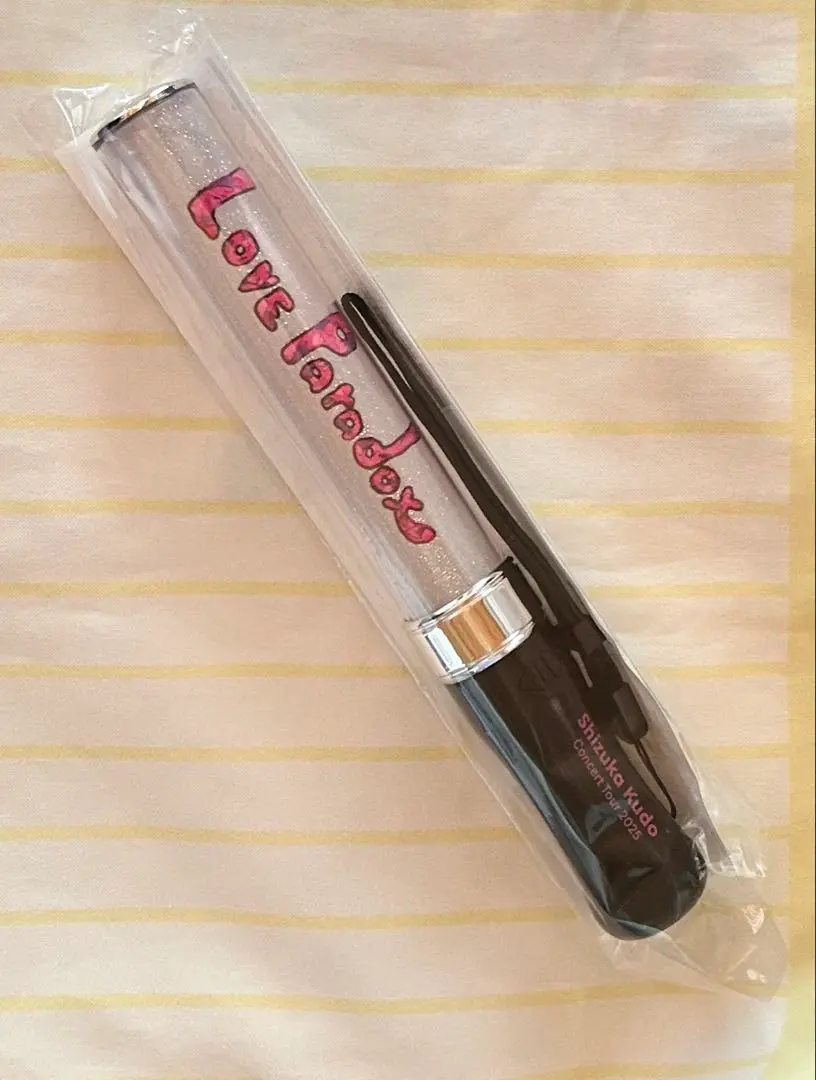 Love Paradox
Shizuka Kudo
Concert Tour 2025